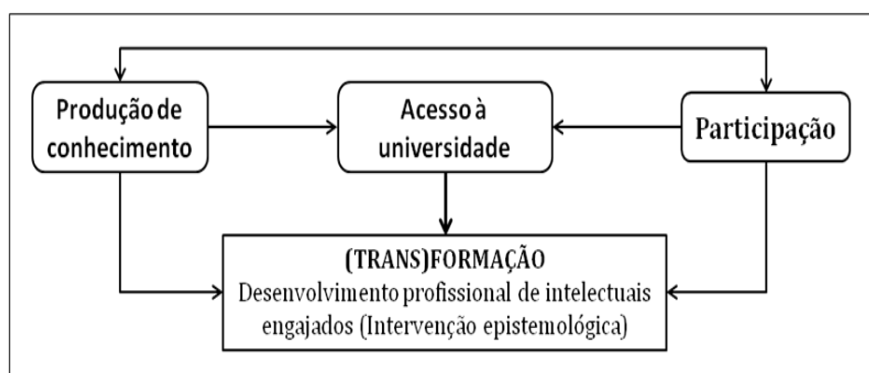 Produção de
conhecimento
Acesso à
universidade
Participação
(TRANS)FORMAÇÃO
Desenvolvimento profissional de intelectuais
engajados (Intervenção epistemológica)